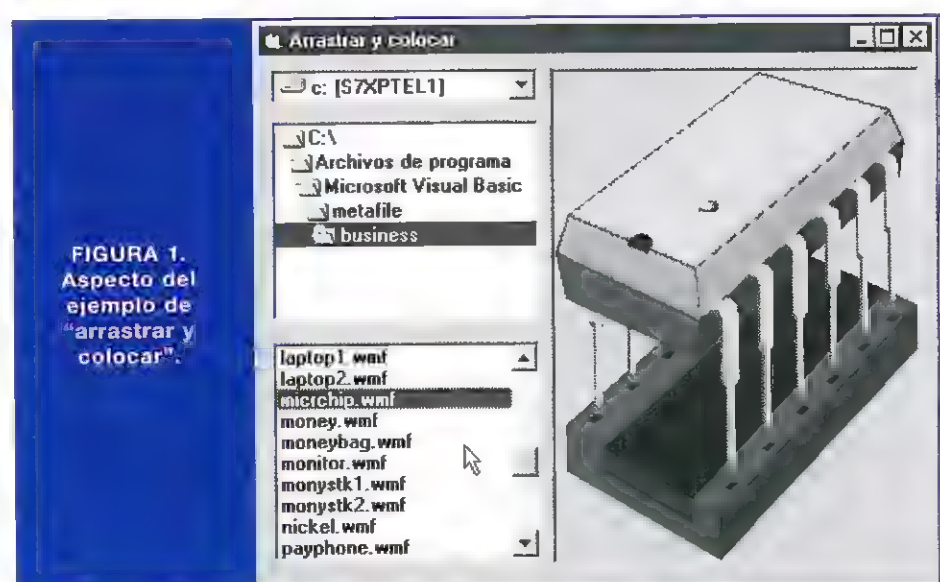 FIGURA 1.
Aspecto del
ejemplo de
"arrastrar y
colocar".
Arrastrar y colocar
c: [S7XPTEL1]
C:\
Archivos de programa
Microsoft Visual Basic
metafile
business
laptop1.wmf
laptop2.wmf
micrchip.wmf
money.wmf
moneybag.wmf
monitor.wmf
monystk1.wmf
monystk2.wmf
nickel.wmf
payphone.wmf